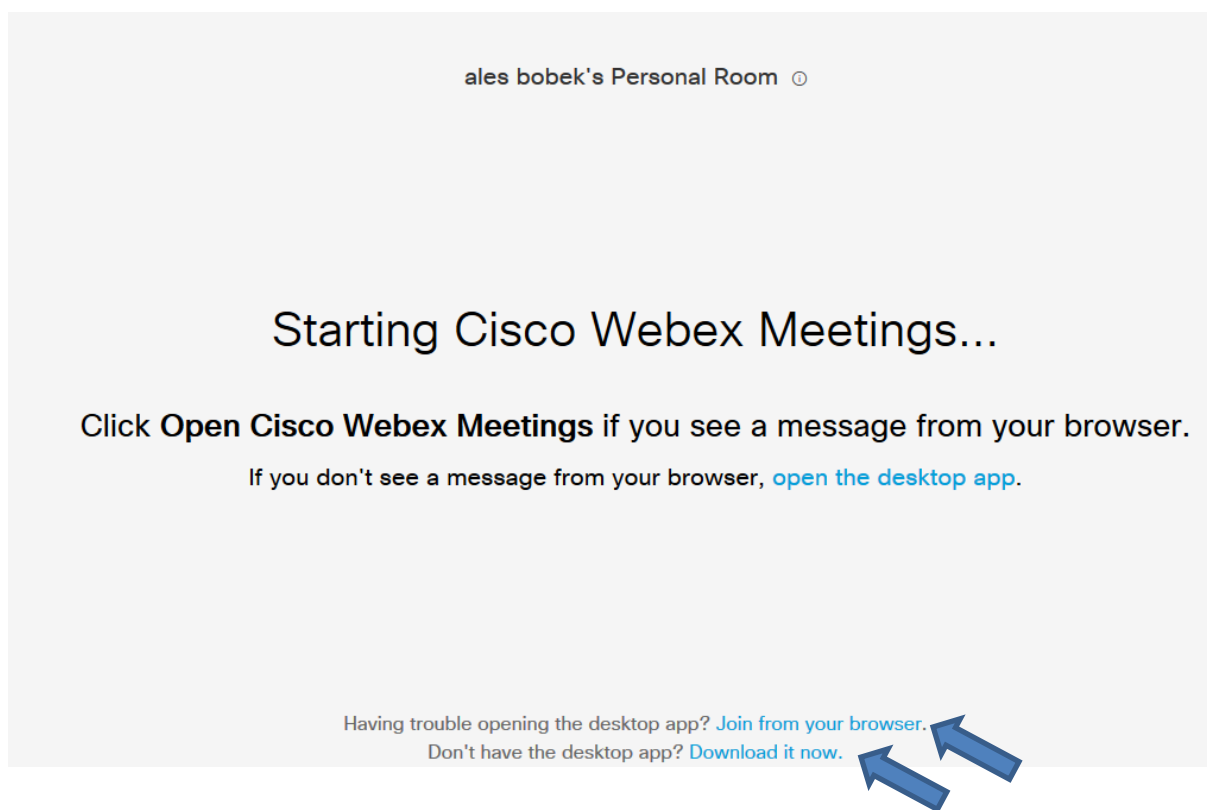 ales bobek's Personal Room
Starting Cisco Webex Meetings...
Click Open Cisco Webex Meetings if you see a message from your browser.
If you don't see a message from your browser, open the desktop app.
Having trouble opening the desktop app? Join from your browser.
Don't have the desktop app? Download it now.